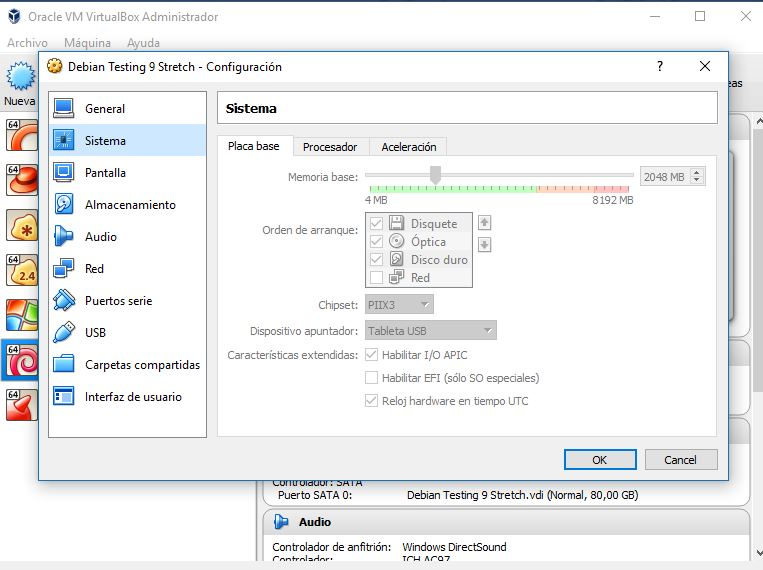 Oracle VM VirtualBox Administrador
Archivo Máquina Ayuda
Nueva
Debian Testing 9 Stretch - Configuración
?
General
Sistema
Pantalla
Almacenamiento
Audio
Red
Puertos serie
USB
Carpetas compartidas
Interfaz de usuario
Sistema
Placa base Procesador Aceleración
Memoria base: 2048 MB
4 MB 8192 MB
Orden de arranque:
Disquete
Óptica
Disco duro
Red
Chipset: PIIX3
Dispositivo apuntador: Tableta USB
Características extendidas: Habilitar I/O APIC
Habilitar EFI (sólo SO especiales)
Reloj hardware en tiempo UTC
OK Cancel
64
64
64
2.4
64
64
Controlador: SATA
Puerto SATA 0: Debian Testing 9 Stretch.vdi (Normal, 80,00 GB)
Audio
Controlador de anfitrión: Windows DirectSound
Controlador: ICH AC97